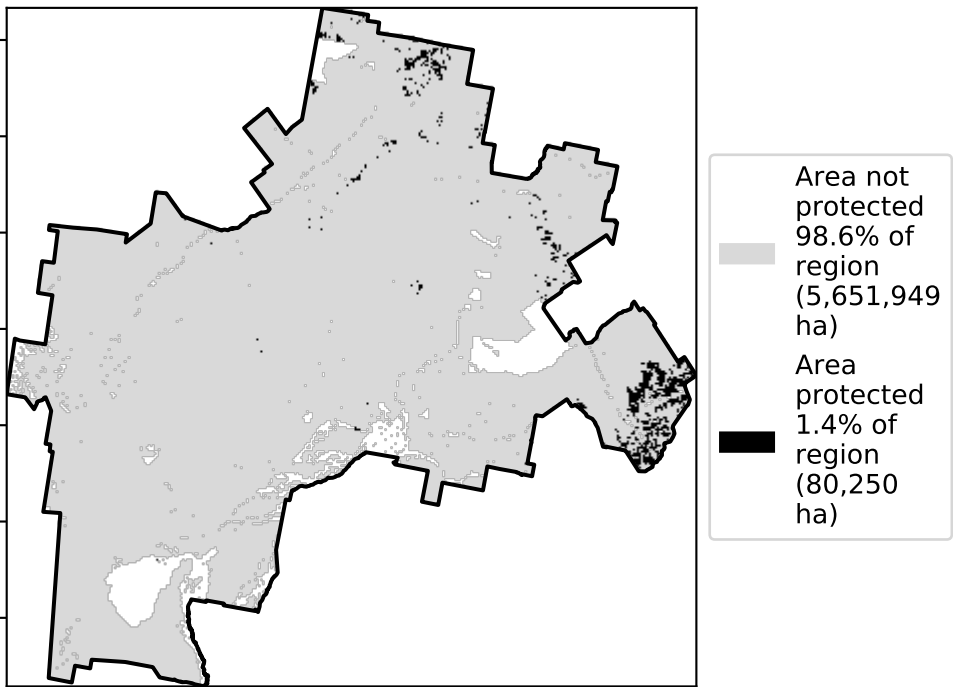 Area not
protected
98.6% of
region
(5,651,949
ha)
Area
protected
1.4% of
region
(80,250
ha)